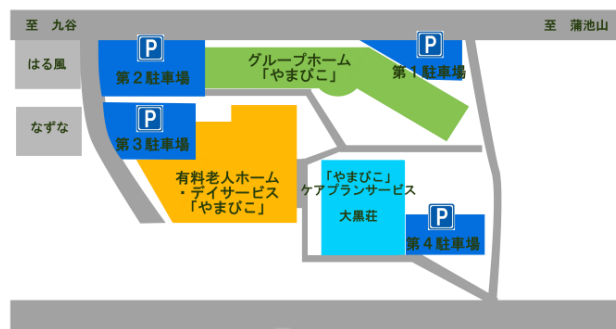 至 九谷
至 蒲池山
はる風
P
第２駐車場
グループホーム
「やまびこ」
P
第１駐車場
なずな
P
第３駐車場
有料老人ホーム
・デイサービス
「やまびこ」
「やまびこ」
ケアプランサービス
大黒荘
P
第４駐車場